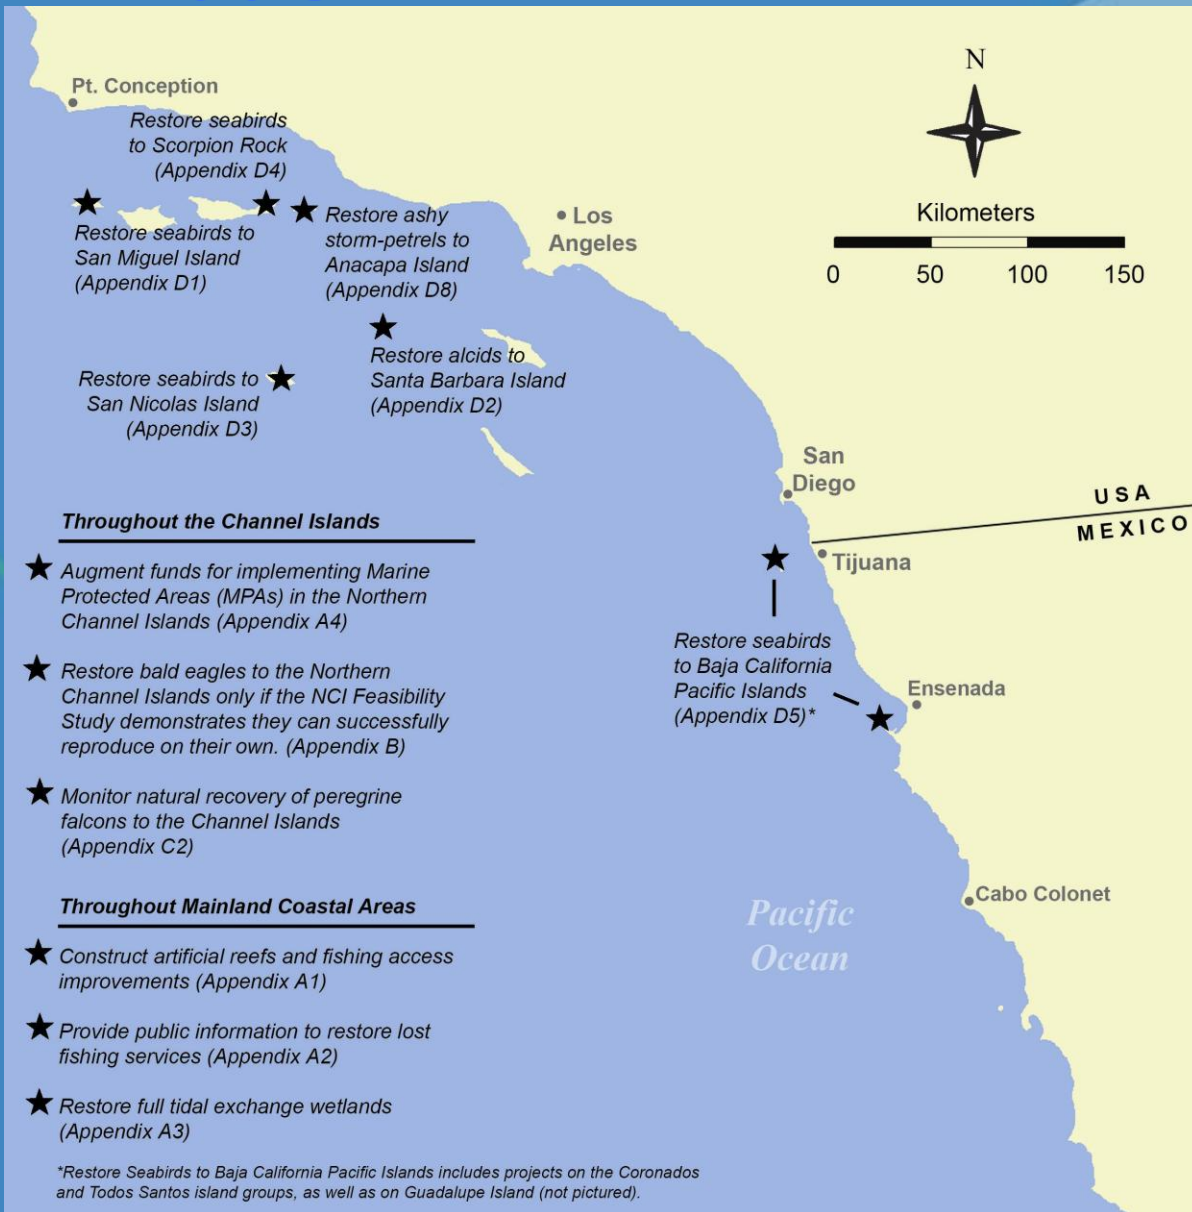 Pt. Conception
Restore seabirds
to Scorpion Rock
(Appendix D4)
Restore seabirds to
San Miguel Island
(Appendix D1)
Restore ashy
storm-petrels to
Anacapa Island
(Appendix D8)
Los
Angeles
N
Kilometers
0 50 100 150
Restore alcids to
Santa Barbara Island
(Appendix D2)
Restore seabirds to
San Nicolas Island
(Appendix D3)
San
Diego
USA
MEXICO
Tijuana
Throughout the Channel Islands
Augment funds for implementing Marine
Protected Areas (MPAs) in the Northern
Channel Islands (Appendix A4)
Restore bald eagles to the Northern
Channel Islands only if the NCI Feasibility
Study demonstrates they can successfully
reproduce on their own. (Appendix B)
Monitor natural recovery of peregrine
falcons to the Channel Islands
(Appendix C2)
Restore seabirds
to Baja California
Pacific Islands
(Appendix D5)*
Ensenada
Cabo Colonet
Pacific
Ocean
Throughout Mainland Coastal Areas
Construct artificial reefs and fishing access
improvements (Appendix A1)
Provide public information to restore lost
fishing services (Appendix A2)
Restore full tidal exchange wetlands
(Appendix A3)
*Restore Seabirds to Baja California Pacific Islands includes projects on the Coronados
and Todos Santos island groups, as well as on Guadalupe Island (not pictured).